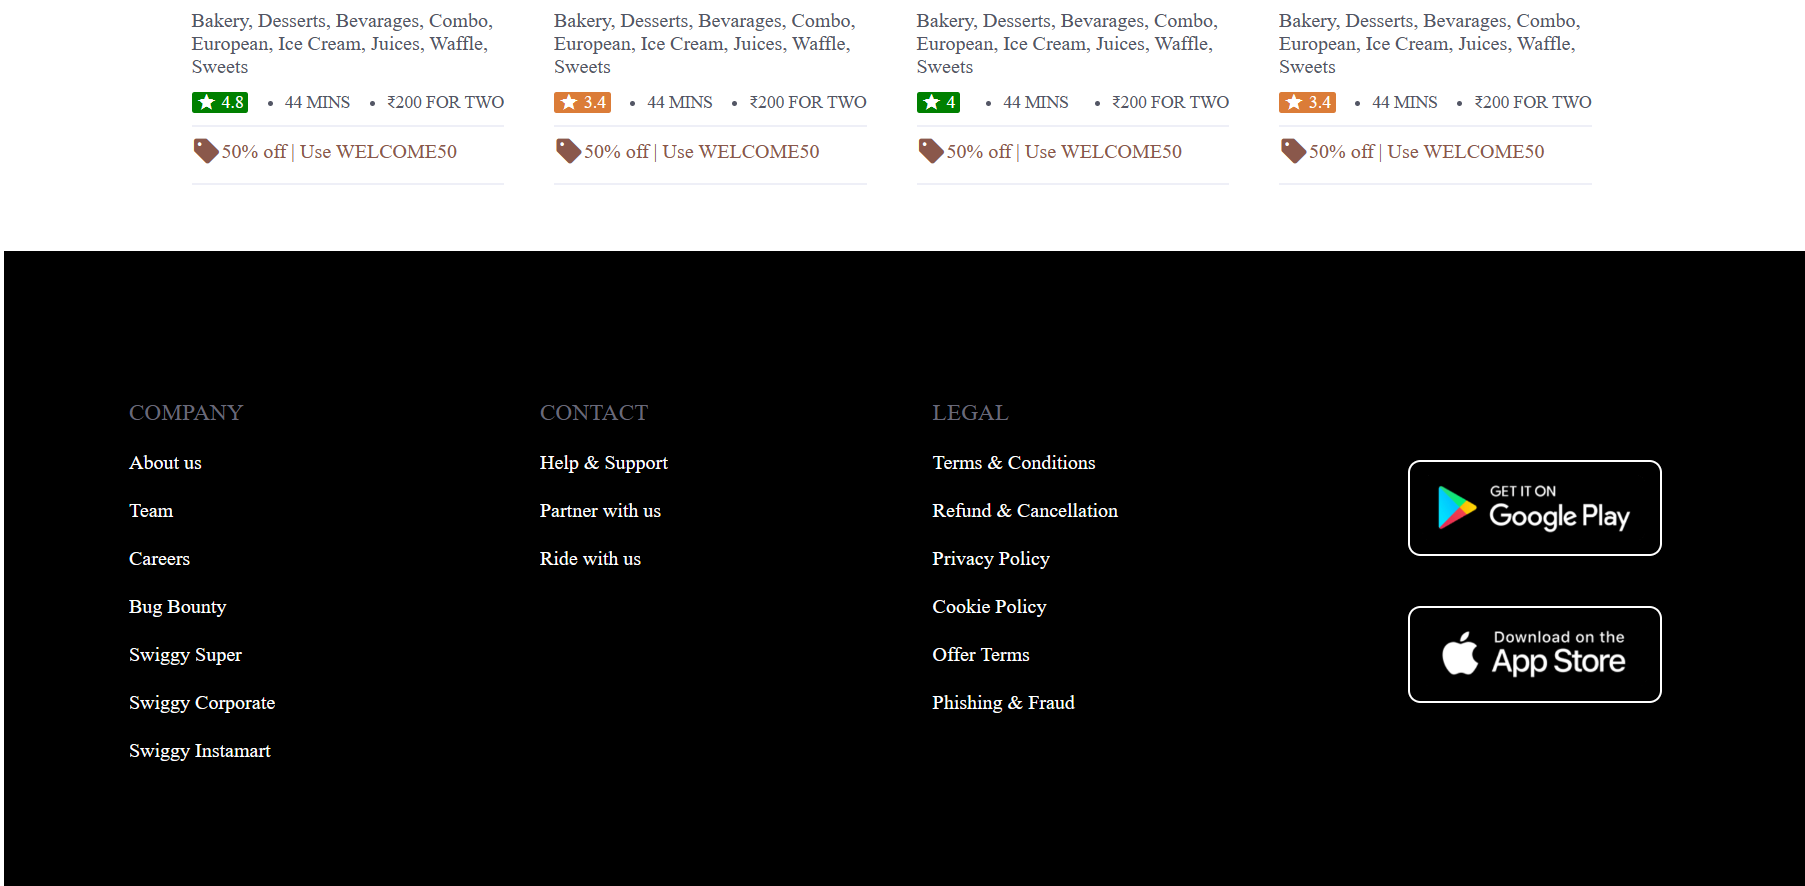 Bakery, Desserts, Bevarages, Combo,
European, Ice Cream, Juices, Waffle,
Sweets
4.8 • 44 MINS • ₹200 FOR TWO
50% off | Use WELCOME50
Bakery, Desserts, Bevarages, Combo,
European, Ice Cream, Juices, Waffle,
Sweets
3.4 • 44 MINS • ₹200 FOR TWO
50% off | Use WELCOME50
Bakery, Desserts, Bevarages, Combo,
European, Ice Cream, Juices, Waffle,
Sweets
4 • 44 MINS • ₹200 FOR TWO
50% off | Use WELCOME50
Bakery, Desserts, Bevarages, Combo,
European, Ice Cream, Juices, Waffle,
Sweets
3.4 • 44 MINS • ₹200 FOR TWO
50% off | Use WELCOME50
COMPANY
About us
Team
Careers
Bug Bounty
Swiggy Super
Swiggy Corporate
Swiggy Instamart
CONTACT
Help & Support
Partner with us
Ride with us
LEGAL
Terms & Conditions
Refund & Cancellation
Privacy Policy
Cookie Policy
Offer Terms
Phishing & Fraud
GET IT ON
Google Play
Download on the
App Store